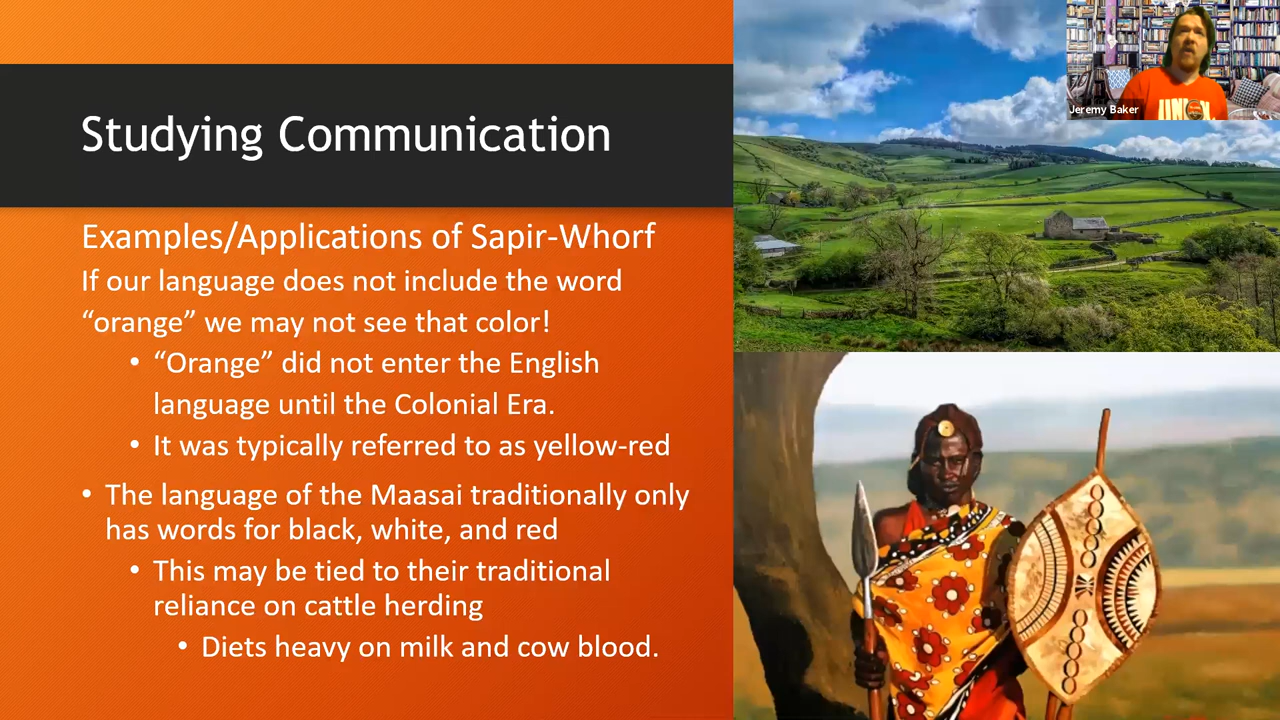 Studying Communication
Examples/Applications of Sapir-Whorf
If our language does not include the word
“orange” we may not see that color!
• “Orange” did not enter the English
language until the Colonial Era.
• It was typically referred to as yellow-red
• The language of the Maasai traditionally only
has words for black, white, and red
• This may be tied to their traditional
reliance on cattle herding
• Diets heavy on milk and cow blood.
Jeremy Baker